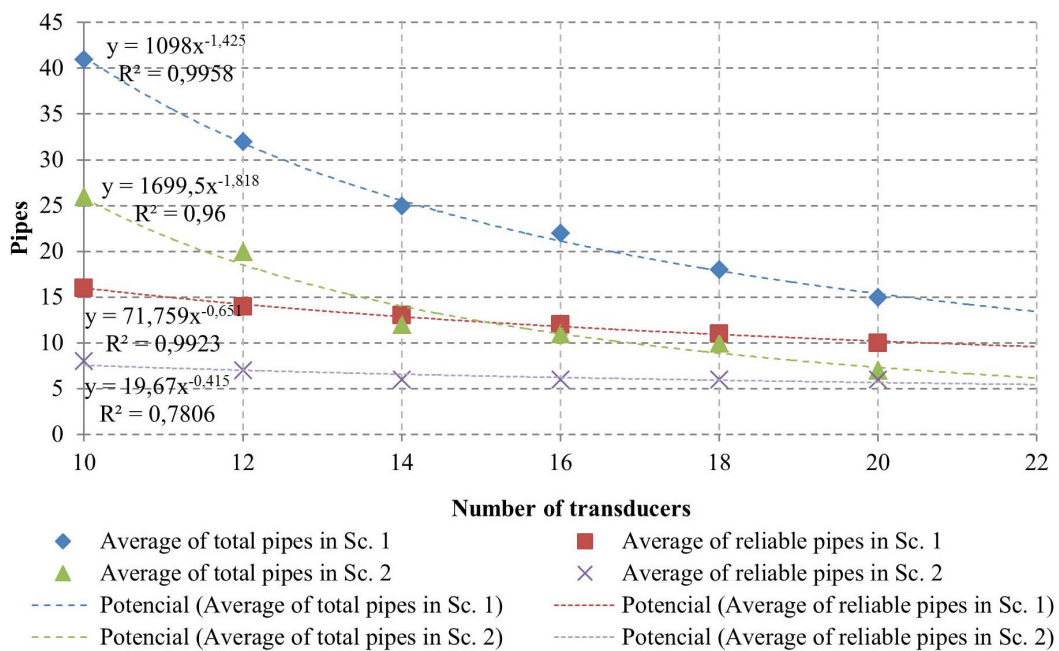 45
40
35
30
25
20
15
10
5
0
Pipes
y = 1098x^-1,425
R² = 0,9958
y = 1699,5x^-1,818
R² = 0,96
y = 71,759x^-0,651
R² = 0,9923
y = 19,67x^-0,415
R² = 0,7806
10 12 14 16 18 20 22
Number of transducers
Average of total pipes in Sc. 1
Average of reliable pipes in Sc. 1
Average of total pipes in Sc. 2
Average of reliable pipes in Sc. 2
Potencial (Average of total pipes in Sc. 1)
Potencial (Average of reliable pipes in Sc. 1)
Potencial (Average of total pipes in Sc. 2)
Potencial (Average of reliable pipes in Sc. 2)